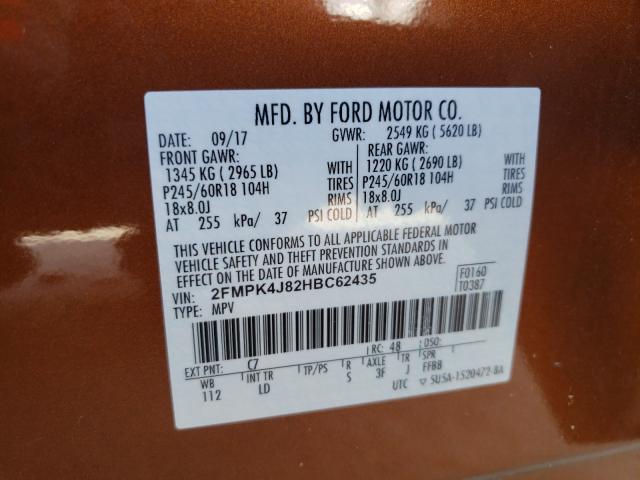 MFD. BY FORD MOTOR CO.
DATE: 09/17 GVWR: 2549 KG ( 5620 LB)
FRONT GAWR: REAR GAWR:
1345 KG ( 2965 LB) WITH 1220 KG ( 2690 LB) WITH
P245/60R18 104H TIRES P245/60R18 104H TIRES
18x8.0J RIMS 18x8.0J RIMS
AT 255 kPa/ 37 PSI COLD AT 255 kPa/ 37 PSI COLD
THIS VEHICLE CONFORMS TO ALL APPLICABLE FEDERAL MOTOR
VEHICLE SAFETY AND THEFT PREVENTION STANDARDS IN
EFFECT ON THE DATE OF MANUFACTURE SHOWN ABOVE.
VIN: 2FMPK4J82HBC62435 F0160
TYPE: MPV T0387
EXT PNT: C7 RC: 48 DSO:
WB INT TR TP/PS R AXLE TR SPR
112 LD S 3F J FFBB
UTC ▽ 5U5A-1520472-BA